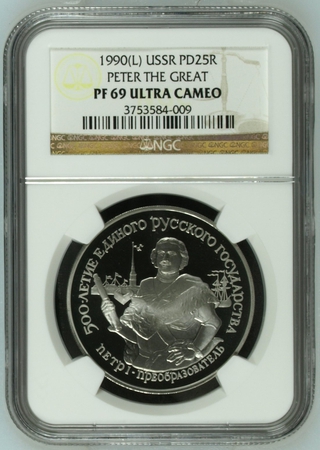 1990(L) USSR PD25R
PETER THE GREAT
PF 69 ULTRA CAMEO
3753584-009
NGC
500-ЛЕТИЕ ЕДИНОГО РУССКОГО ГОСУДАРСТВА
ПЕТР I - ПРЕОБРАЗОВАТЕЛЬ